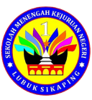 SEKOLAH MENENGAH KEJURUAN NEGERI
1
LUBUK SIKAPING